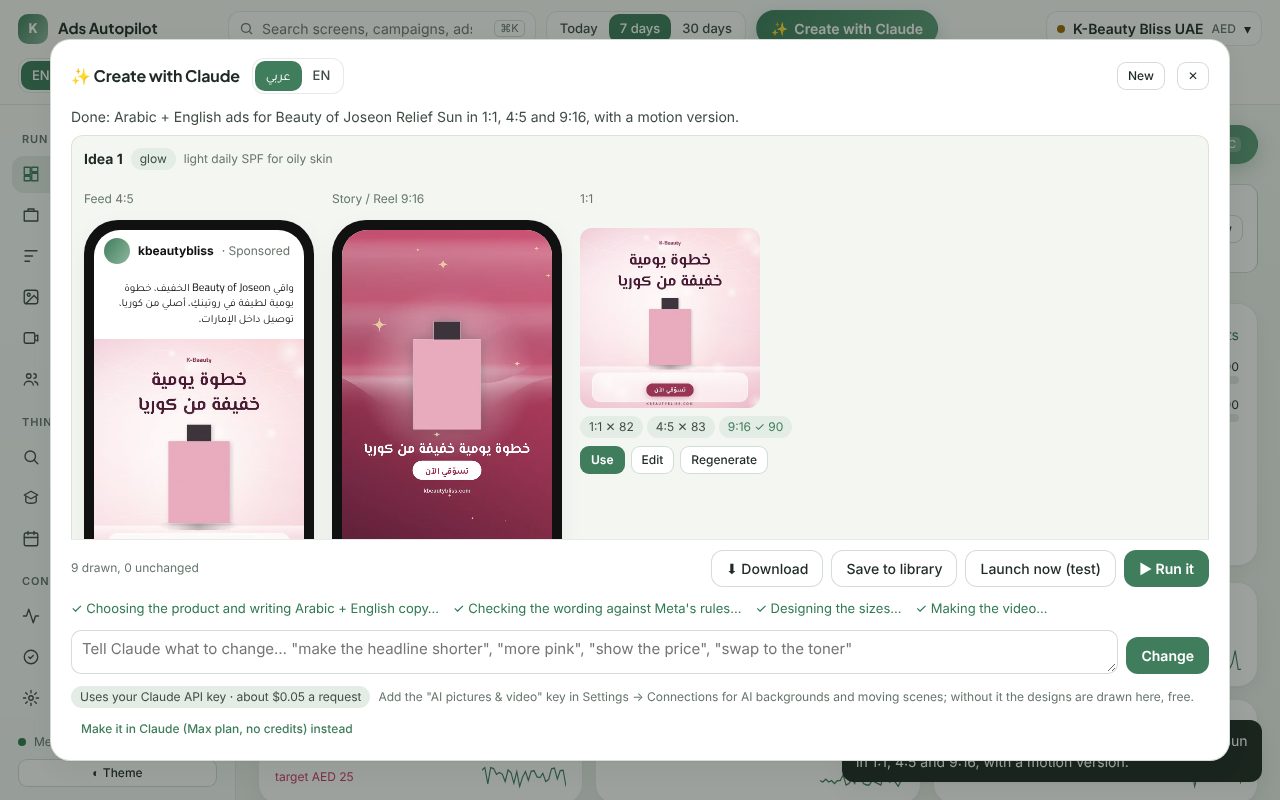 K Ads Autopilot
Search screens, campaigns, ads
⌘K
Today 7 days 30 days
✨ Create with Claude
K-Beauty Bliss UAE AED ▾
EN
✨ Create with Claude
عربي EN
New ✕
Done: Arabic + English ads for Beauty of Joseon Relief Sun in 1:1, 4:5 and 9:16, with a motion version.
RUN
Idea 1 glow light daily SPF for oily skin
Feed 4:5
kbeautybliss · Sponsored
واقي Beauty of Joseon الخفيف. خطوة
يومية لطيفة في روتينك. أصلي من كوريا.
توصيل داخل الإمارات.
K-Beauty
خطوة يومية
خفيفة من كوريا
Story / Reel 9:16
خطوة يومية خفيفة من كوريا
تسوّقي الآن
kbeautybliss.com
1:1
K-Beauty
خطوة يومية
خفيفة من كوريا
تسوّقي الآن
KBEAUTYBLISS.COM
1:1 ✕ 82 4:5 ✕ 83 9:16 ✓ 90
Use Edit Regenerate
THIN
CON
9 drawn, 0 unchanged
⬇ Download Save to library Launch now (test) ▶ Run it
✓ Choosing the product and writing Arabic + English copy... ✓ Checking the wording against Meta's rules... ✓ Designing the sizes... ✓ Making the video...
Tell Claude what to change... "make the headline shorter", "more pink", "show the price", "swap to the toner"
Change
Uses your Claude API key · about $0.05 a request Add the "AI pictures & video" key in Settings → Connections for AI backgrounds and moving scenes; without it the designs are drawn here, free.
Make it in Claude (Max plan, no credits) instead
Me
Theme
target AED 25
in 1:1, 4:5 and 9:16, with a motion version.